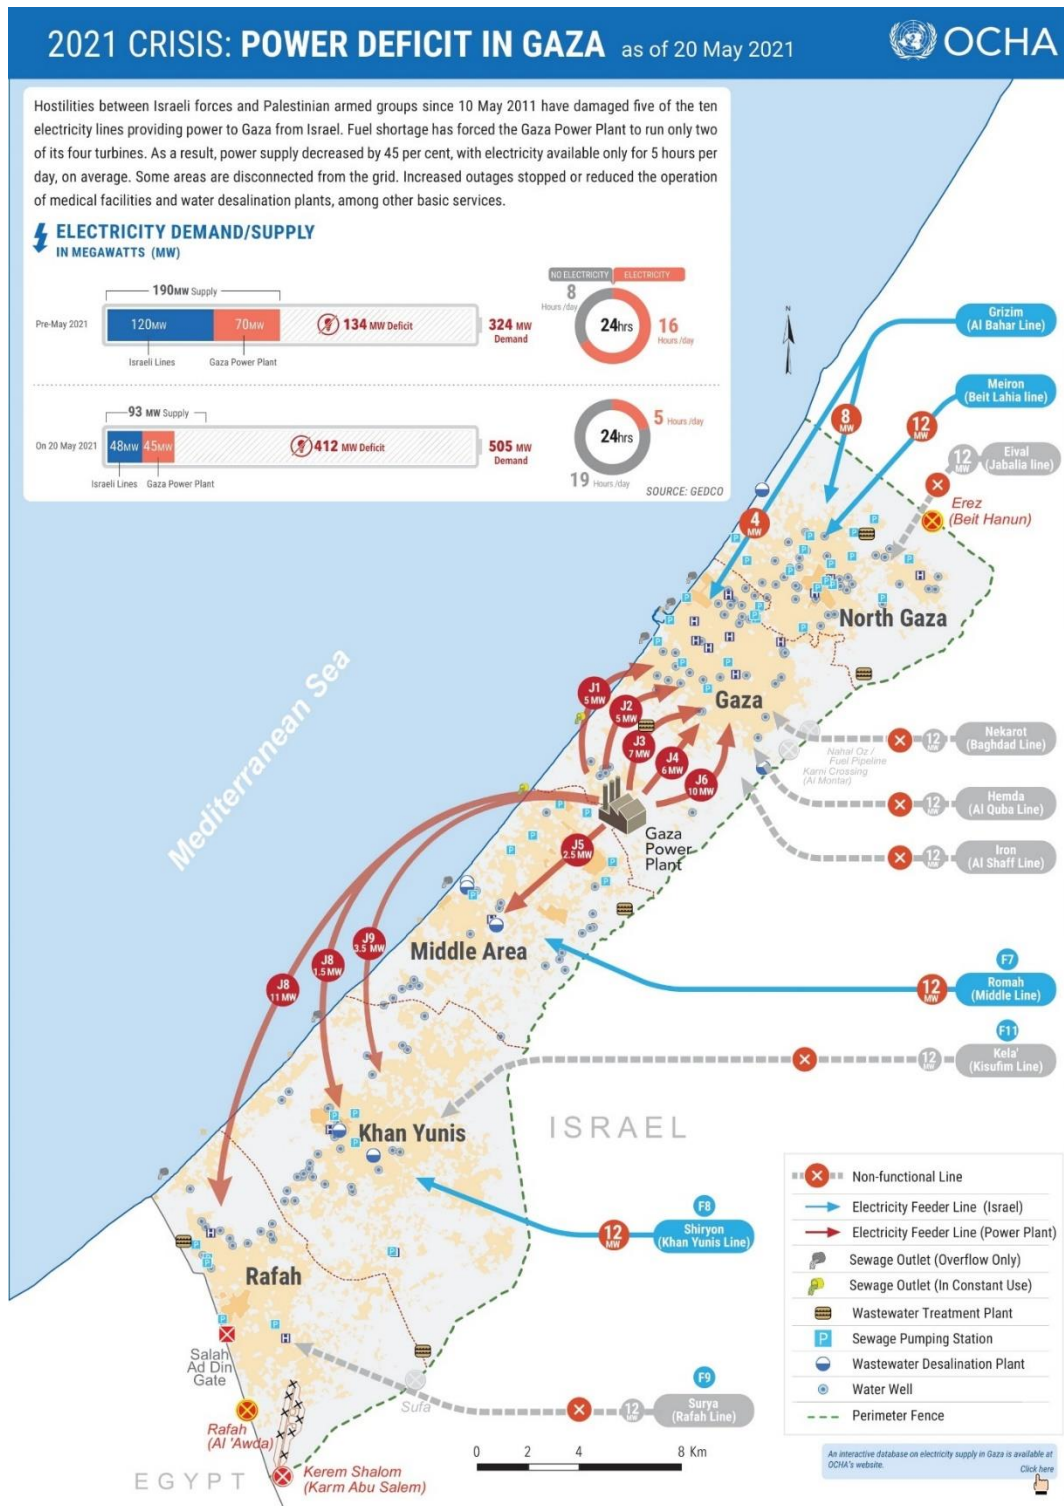 2021 CRISIS: POWER DEFICIT IN GAZA as of 20 May 2021
OCHA
Hostilities between Israeli forces and Palestinian armed groups since 10 May 2011 have damaged five of the ten
electricity lines providing power to Gaza from Israel. Fuel shortage has forced the Gaza Power Plant to run only two
of its four turbines. As a result, power supply decreased by 45 per cent, with electricity available only for 5 hours per
day, on average. Some areas are disconnected from the grid. Increased outages stopped or reduced the operation
of medical facilities and water desalination plants, among other basic services.
ELECTRICITY DEMAND/SUPPLY
IN MEGAWATTS (MW)
190MW Supply
Pre-May 2021
120MW
70MW
134 MW Deficit
324 MW
Demand
Israeli Lines
Gaza Power Plant
NO ELECTRICITY
ELECTRICITY
8
Hours /day
24hrs
16
Hours /day
93 MW Supply
On 20 May 2021
48MW
45MW
412 MW Deficit
505 MW
Demand
Israeli Lines
Gaza Power Plant
5 Hours /day
24hrs
19 Hours /day
SOURCE: GEDCO
N
Grizim
(Al Bahar Line)
8
MW
4
MW
Meiron
(Beit Lahia line)
12
MW
Eival
(Jabalia line)
12
MW
Erez
(Beit Hanun)
North Gaza
Gaza
Mediterranean Sea
J1
5 MW
J2
5 MW
J3
7 MW
J4
6 MW
J6
10 MW
Nahal Oz /
Fuel Pipeline
Karni Crossing
(Al Montar)
12
MW
Nekarot
(Baghdad Line)
12
MW
Hemda
(Al Quba Line)
12
MW
Iron
(Al Shaff Line)
Gaza
Power
Plant
J5
2.5 MW
Middle Area
J9
3.5 MW
J8
1.5 MW
J8
11 MW
F7
12
MW
Romah
(Middle Line)
F11
12
MW
Kela'
(Kisufim Line)
Khan Yunis
ISRAEL
F8
12
MW
Shiryon
(Khan Yunis Line)
Rafah
Salah
Ad Din
Gate
Sufa
F9
12
MW
Surya
(Rafah Line)
Rafah
(Al 'Awda)
Kerem Shalom
(Karm Abu Salem)
EGYPT
0 2 4 8 Km
Non-functional Line
Electricity Feeder Line (Israel)
Electricity Feeder Line (Power Plant)
Sewage Outlet (Overflow Only)
Sewage Outlet (In Constant Use)
Wastewater Treatment Plant
P Sewage Pumping Station
Wastewater Desalination Plant
Water Well
Perimeter Fence
An interactive database on electricity supply in Gaza is available at
OCHA's website.
Click here